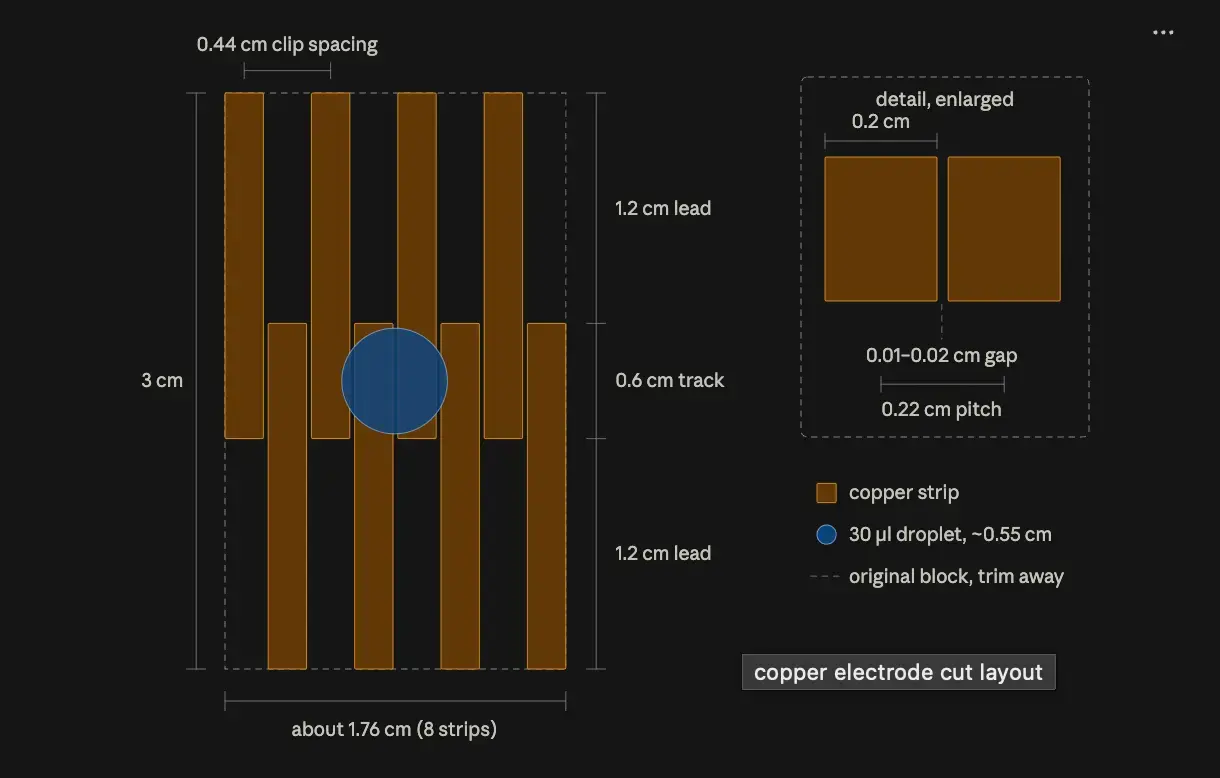 0.44 cm clip spacing
1.2 cm lead
3 cm
0.6 cm track
1.2 cm lead
about 1.76 cm (8 strips)
detail, enlarged
0.2 cm
0.01–0.02 cm gap
0.22 cm pitch
copper strip
30 µl droplet, ~0.55 cm
original block, trim away
copper electrode cut layout